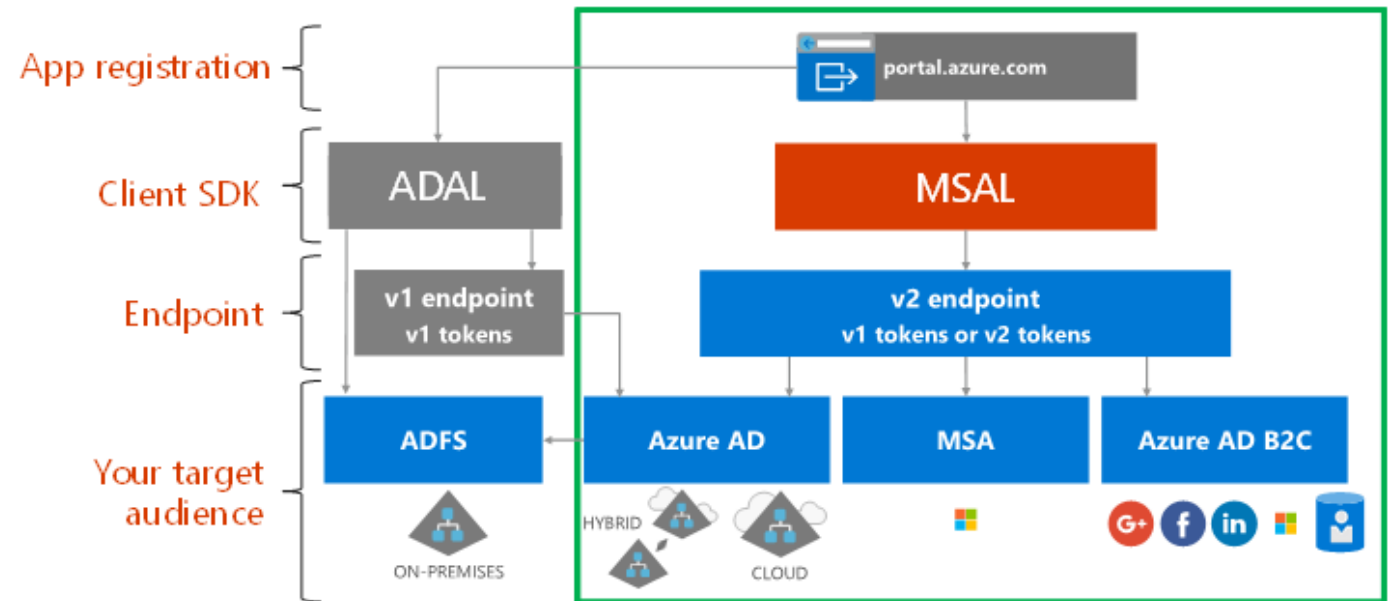 App registration
portal.azure.com
Client SDK
ADAL
MSAL
Endpoint
v1 endpoint
v1 tokens
v2 endpoint
v1 tokens or v2 tokens
Your target
audience
ADFS
Azure AD
MSA
Azure AD B2C
ON-PREMISES
HYBRID
CLOUD
G+
f
in